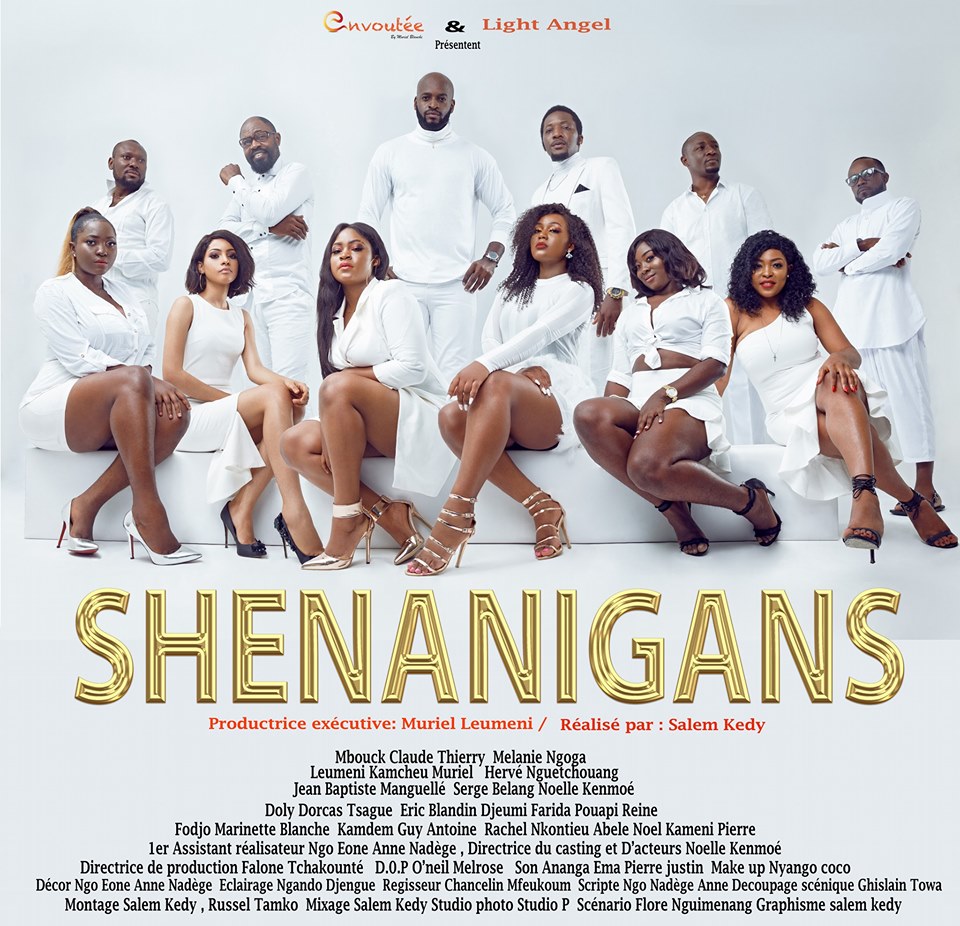 envoutée & Light Angel
By Muriel Blanche
Présentent
SHENANIGANS
Productrice exécutive: Muriel Leumeni / Réalisé par : Salem Kedy
Mbouck Claude Thierry Melanie Ngoga
Leumeni Kamcheu Muriel Hervé Nguetchouang
Jean Baptiste Manguellé Serge Belang Noelle Kenmoé
Doly Dorcas Tsague Eric Blandin Djeumi Farida Pouapi Reine
Fodjo Marinette Blanche Kamdem Guy Antoine Rachel Nkontieu Abele Noel Kameni Pierre
1er Assistant réalisateur Ngo Eone Anne Nadège , Directrice du casting et D'acteurs Noelle Kenmoé
Directrice de production Falone Tchakounté D.O.P O'neil Melrose Son Ananga Ema Pierre justin Make up Nyango coco
Décor Ngo Eone Anne Nadège Eclairage Ngando Djengue Regisseur Chancelin Mfeukoum Scripte Ngo Nadège Anne Decoupage scénique Ghislain Towa
Montage Salem Kedy , Russel Tamko Mixage Salem Kedy Studio photo Studio P Scénario Flore Nguimenang Graphisme salem kedy